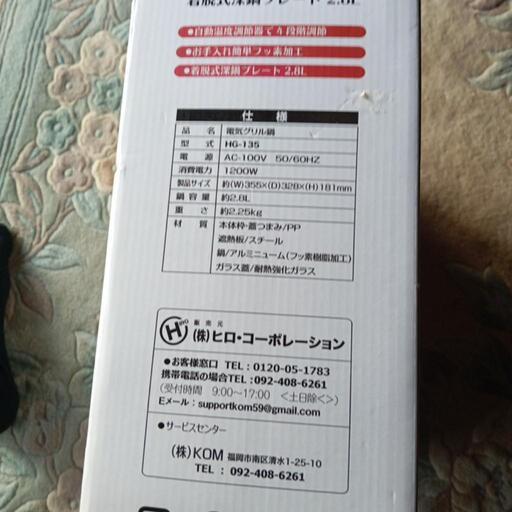 着脱式深鍋プレート 2.8L
●自動温度調節器で4段階調節
●お手入れ簡単フッ素加工
●着脱式深鍋プレート 2.8L
仕様
品名 電気グリル鍋
型式 HG-135
電源 AC-100V 50/60HZ
消費電力 1200W
製品サイズ 約(W)355×(D)328×(H)181mm
鍋容量 約2.8L
重さ 約2.25kg
材質 本体枠・蓋つまみ/PP
遮熱板/スチール
鍋/アルミニューム(フッ素樹脂加工)
ガラス蓋/耐熱強化ガラス
販売元
(株)ヒロ・コーポレーション
●お客様窓口 TEL:0120-05-1783
携帯電話の場合TEL:092-408-6261
(受付時間 9:00~17:00 <土日除く>)
Eメール:supportkom59@gmail.com
●サービスセンター
(株)KOM 福岡市南区清水1-25-10
TEL : 092-408-6261